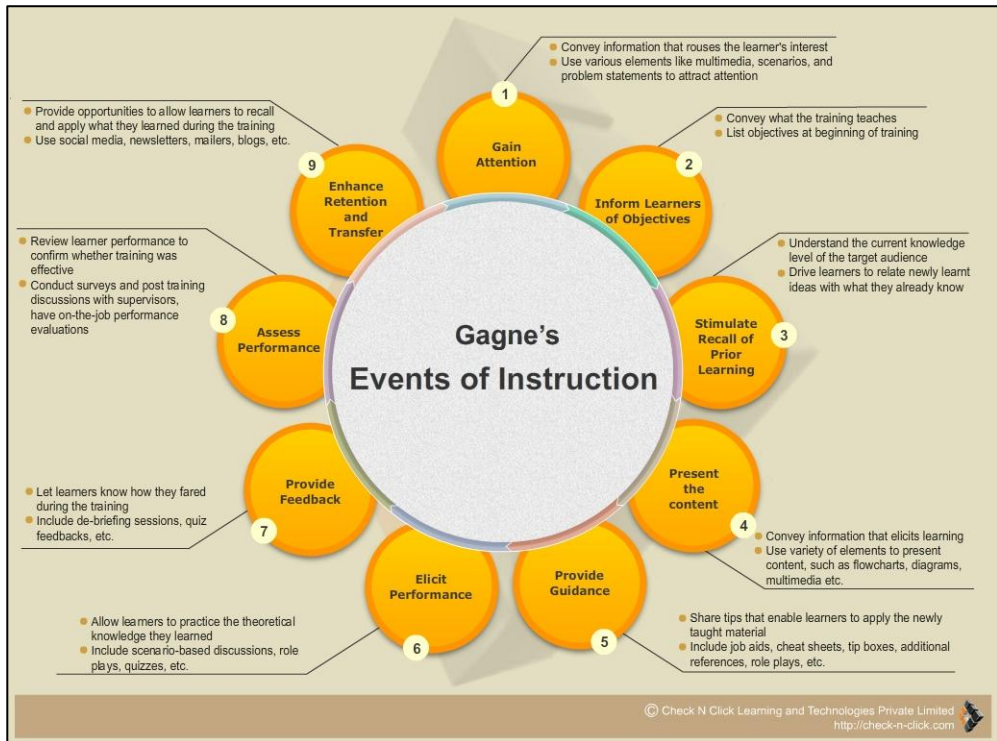 Gagne's
Events of Instruction
1
Gain
Attention
Convey information that rouses the learner's interest
Use various elements like multimedia, scenarios, and
problem statements to attract attention
2
Inform Learners
of Objectives
Convey what the training teaches
List objectives at beginning of training
3
Stimulate
Recall of
Prior
Learning
Understand the current knowledge
level of the target audience
Drive learners to relate newly learnt
ideas with what they already know
4
Present
the
content
Convey information that elicits learning
Use variety of elements to present
content, such as flowcharts, diagrams,
multimedia etc.
5
Provide
Guidance
Share tips that enable learners to apply the newly
taught material
Include job aids, cheat sheets, tip boxes, additional
references, role plays, etc.
6
Elicit
Performance
Allow learners to practice the theoretical
knowledge they learned
Include scenario-based discussions, role
plays, quizzes, etc.
7
Provide
Feedback
Let learners know how they fared
during the training
Include de-briefing sessions, quiz
feedbacks, etc.
8
Assess
Performance
Review learner performance to
confirm whether training was
effective
Conduct surveys and post training
discussions with supervisors,
have on-the-job performance
evaluations
9
Enhance
Retention
and
Transfer
Provide opportunities to allow learners to recall
and apply what they learned during the training
Use social media, newsletters, mailers, blogs, etc.
© Check N Click Learning and Technologies Private Limited
http://check-n-click.com